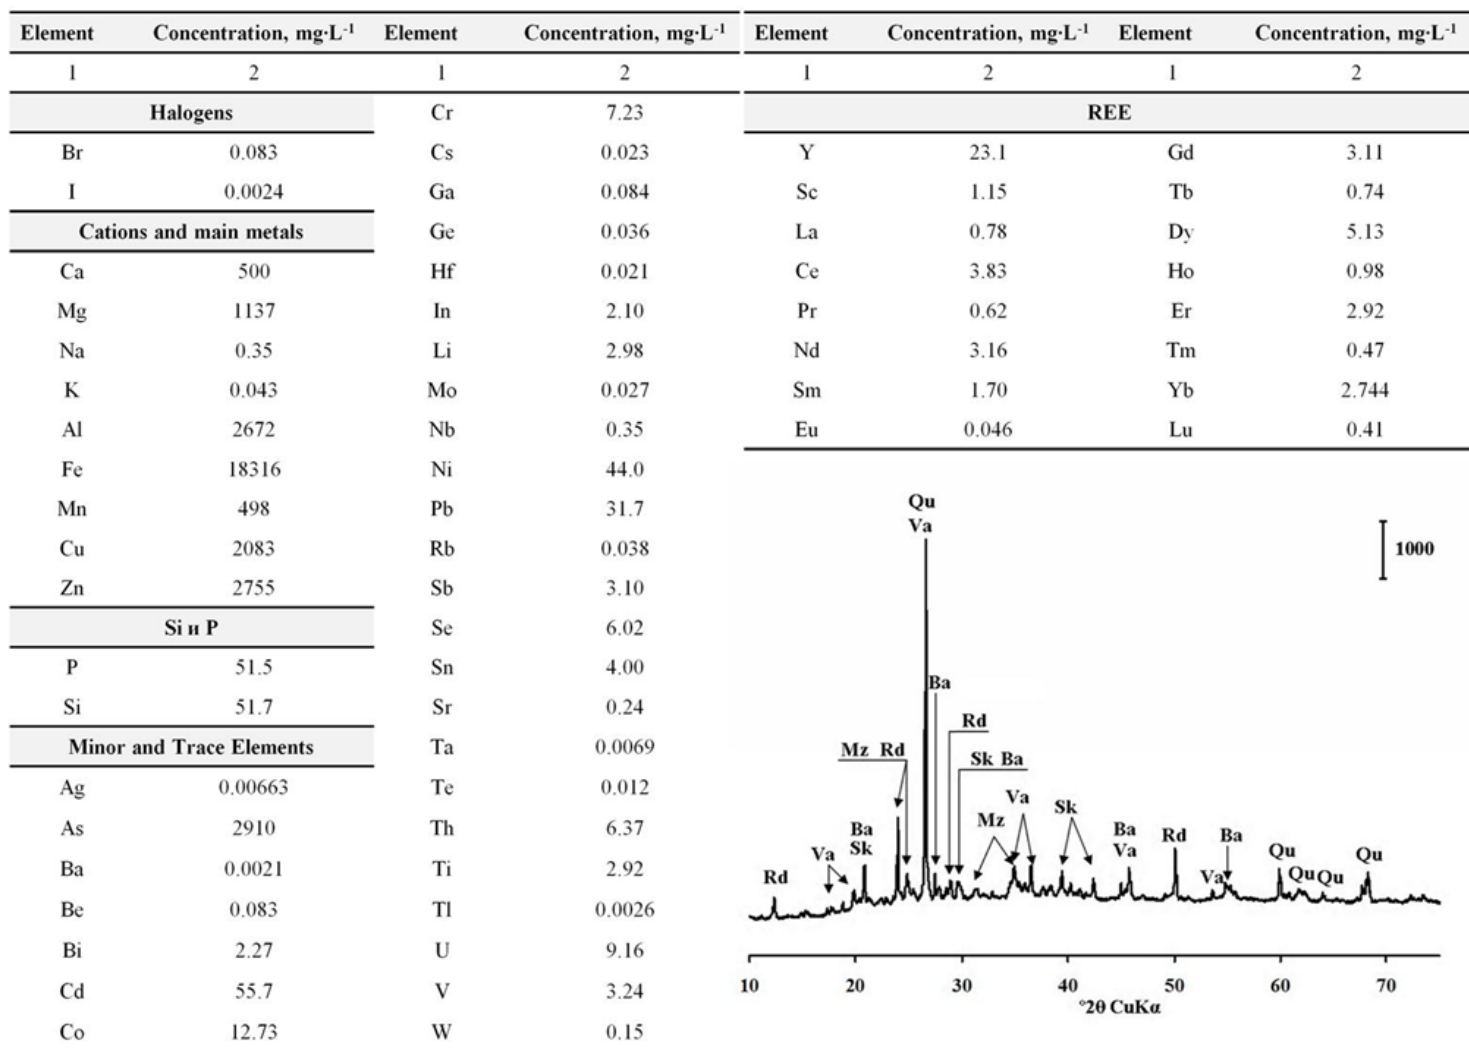 Element Concentration, mg·L⁻¹ Element Concentration, mg·L⁻¹
1 2 1 2
Halogens Cr 7.23
Br 0.083 Cs 0.023
I 0.0024 Ga 0.084
Cations and main metals Ge 0.036
Ca 500 Hf 0.021
Mg 1137 In 2.10
Na 0.35 Li 2.98
K 0.043 Mo 0.027
Al 2672 Nb 0.35
Fe 18316 Ni 44.0
Mn 498 Pb 31.7
Cu 2083 Rb 0.038
Zn 2755 Sb 3.10
Si и P Se 6.02
P 51.5 Sn 4.00
Si 51.7 Sr 0.24
Minor and Trace Elements Ta 0.0069
Ag 0.00663 Te 0.012
As 2910 Th 6.37
Ba 0.0021 Ti 2.92
Be 0.083 Tl 0.0026
Bi 2.27 U 9.16
Cd 55.7 V 3.24
Co 12.73 W 0.15
Element Concentration, mg·L⁻¹ Element Concentration, mg·L⁻¹
1 2 1 2
REE
Y 23.1 Gd 3.11
Sc 1.15 Tb 0.74
La 0.78 Dy 5.13
Ce 3.83 Ho 0.98
Pr 0.62 Er 2.92
Nd 3.16 Tm 0.47
Sm 1.70 Yb 2.744
Eu 0.046 Lu 0.41
Qu
Va
1000
Ba
Rd
Mz Rd
Sk Ba
Va
Sk
Mz
Ba
Sk
Va
Ba
Va
Rd
Ba
Rd
Va
Qu
Qu
Qu
Qu
10 20 30 40 50 60 70
°2θ CuKα